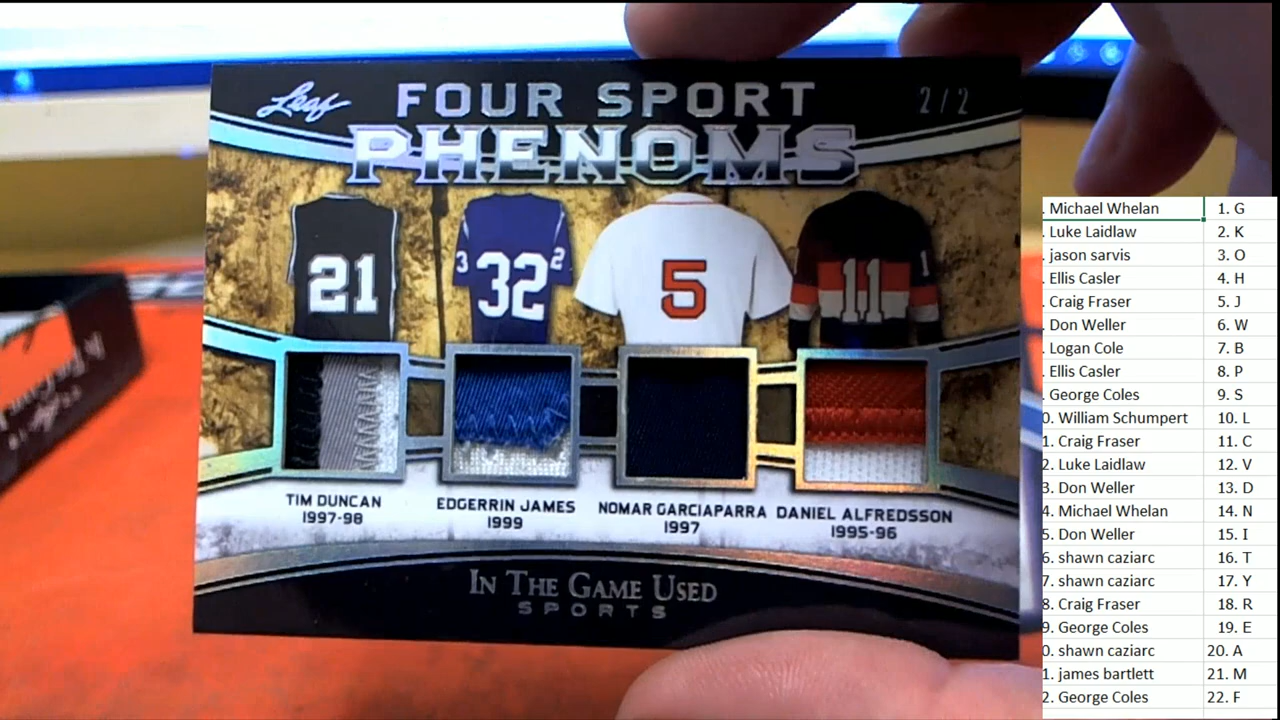 Leaf FOUR SPORT 2/2
PHENOMS
21 3 32 2 5 11 1
TIM DUNCAN
1997-98
EDGERRIN JAMES
1999
NOMAR GARCIAPARRA
1997
DANIEL ALFREDSSON
1995-96
IN THE GAME USED
SPORTS
. Michael Whelan 1. G
. Luke Laidlaw 2. K
. jason sarvis 3. O
. Ellis Casler 4. H
. Craig Fraser 5. J
. Don Weller 6. W
. Logan Cole 7. B
. Ellis Casler 8. P
. George Coles 9. S
0. William Schumpert 10. L
1. Craig Fraser 11. C
2. Luke Laidlaw 12. V
3. Don Weller 13. D
4. Michael Whelan 14. N
5. Don Weller 15. I
6. shawn caziarc 16. T
7. shawn caziarc 17. Y
8. Craig Fraser 18. R
9. George Coles 19. E
0. shawn caziarc 20. A
1. james bartlett 21. M
2. George Coles 22. F